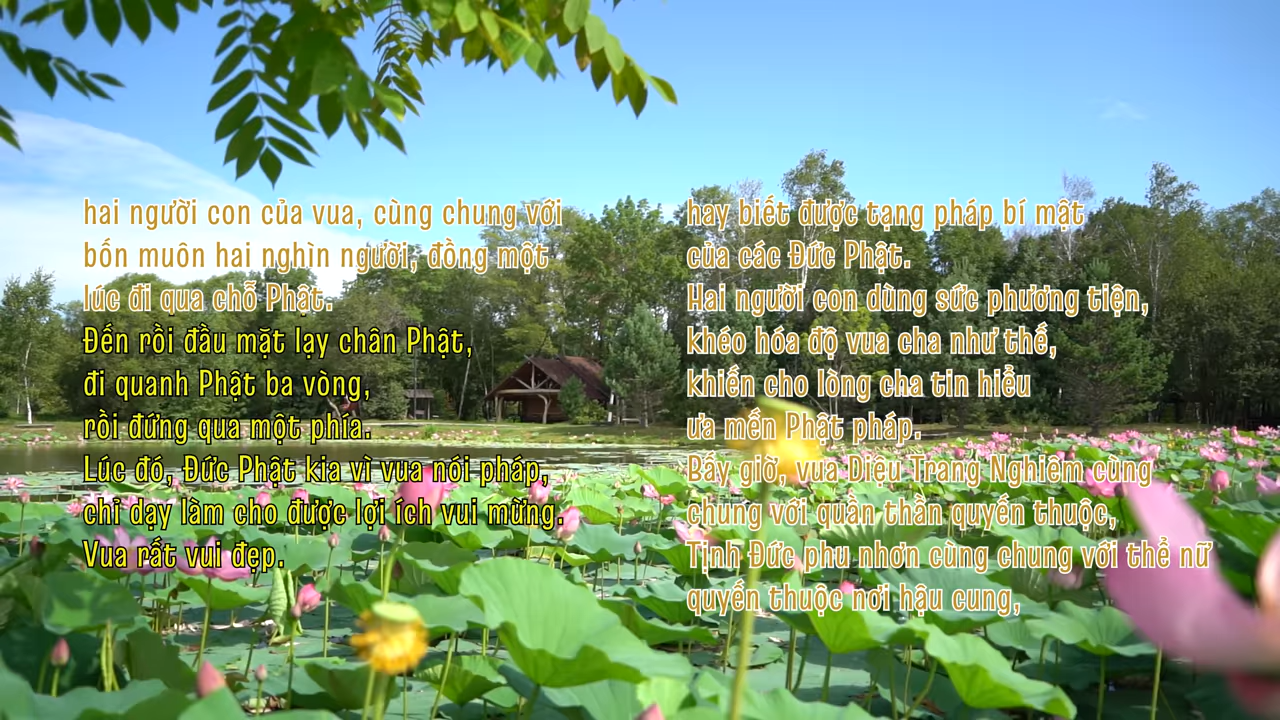 hai người con của vua, cùng chung với
bốn muôn hai nghìn người, đồng một
lúc đi qua chỗ Phật.
Đến rồi đầu mặt lạy chân Phật,
đi quanh Phật ba vòng,
rồi đứng qua một phía.
Lúc đó, Đức Phật kia vì vua nói pháp,
chỉ dạy làm cho được lợi ích vui mừng.
Vua rất vui đẹp.
hay biết được tạng pháp bí mật
của các Đức Phật.
Hai người con dùng sức phương tiện,
khéo hóa độ vua cha như thế,
khiến cho lòng cha tin hiểu
ưa mến Phật pháp.
Bấy giờ, vua Diệu Trang Nghiêm cùng
chung với quần thần quyến thuộc,
Tịnh Đức phu nhơn cùng chung với thể nữ
quyến thuộc nơi hậu cung,